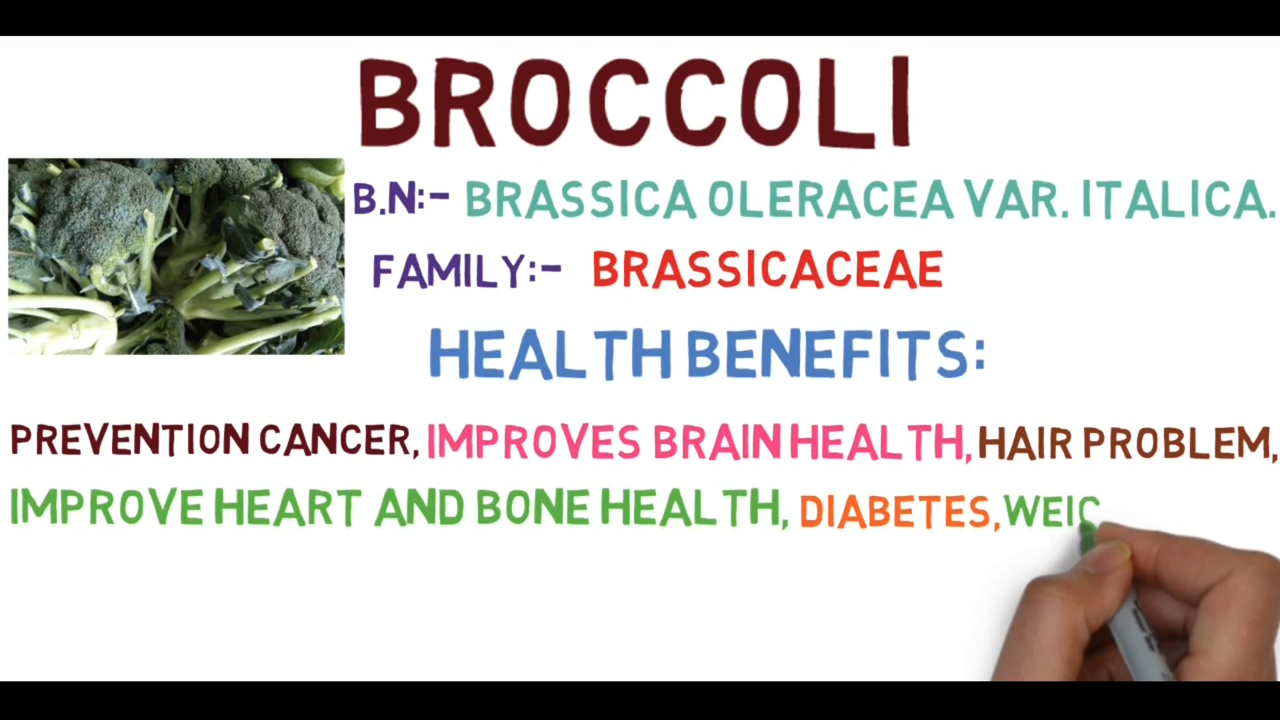 BROCCOLI
B.N:- BRASSICA OLERACEA VAR. ITALICA.
FAMILY:- BRASSICACEAE
HEALTH BENEFITS:
PREVENTION CANCER, IMPROVES BRAIN HEALTH, HAIR PROBLEM,
IMPROVE HEART AND BONE HEALTH, DIABETES,